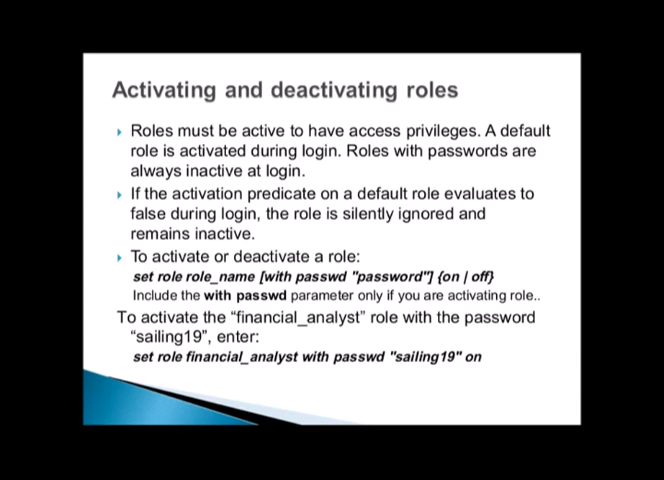 Activating and deactivating roles
Roles must be active to have access privileges. A default
role is activated during login. Roles with passwords are
always inactive at login.
If the activation predicate on a default role evaluates to
false during login, the role is silently ignored and
remains inactive.
To activate or deactivate a role:
set role role_name [with passwd "password"] {on | off}
Include the with passwd parameter only if you are activating role..
To activate the “financial_analyst” role with the password
“sailing19”, enter:
set role financial_analyst with passwd "sailing19" on